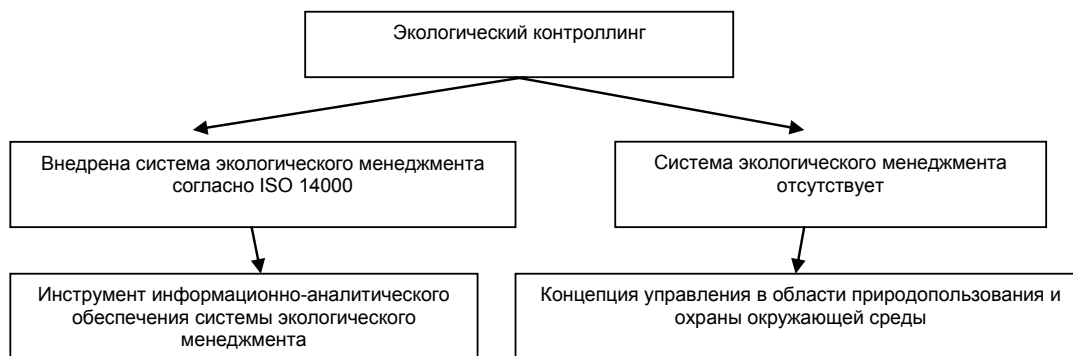 Экологический контроллинг
Внедрена система экологического менеджмента
согласно ISO 14000
Система экологического менеджмента
отсутствует
Инструмент информационно-аналитического
обеспечения системы экологического
менеджмента
Концепция управления в области природопользования и
охраны окружающей среды